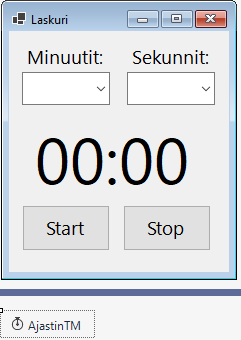 Laskuri
Minuutit: Sekunnit:
00:00
Start Stop
AjastinTM